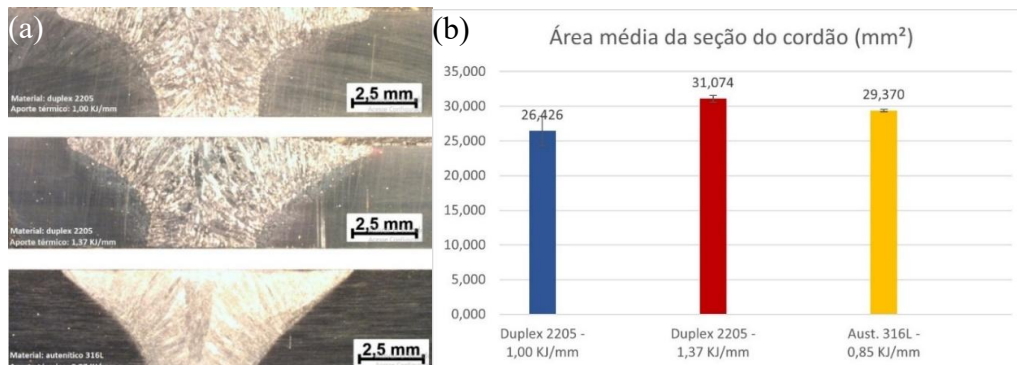 (a)
Material: duplex 2205
Aporte térmico: 1,00 KJ/mm
2,5 mm
Material: duplex 2205
Aporte térmico: 1,37 KJ/mm
2,5 mm
Material: autenítico 316L
2,5 mm
(b)
Área média da seção do cordão (mm²)
35,000
30,000
25,000
20,000
15,000
10,000
5,000
0,000
26,426
31,074
29,370
Duplex 2205 -
1,00 KJ/mm
Duplex 2205 -
1,37 KJ/mm
Aust. 316L -
0,85 KJ/mm